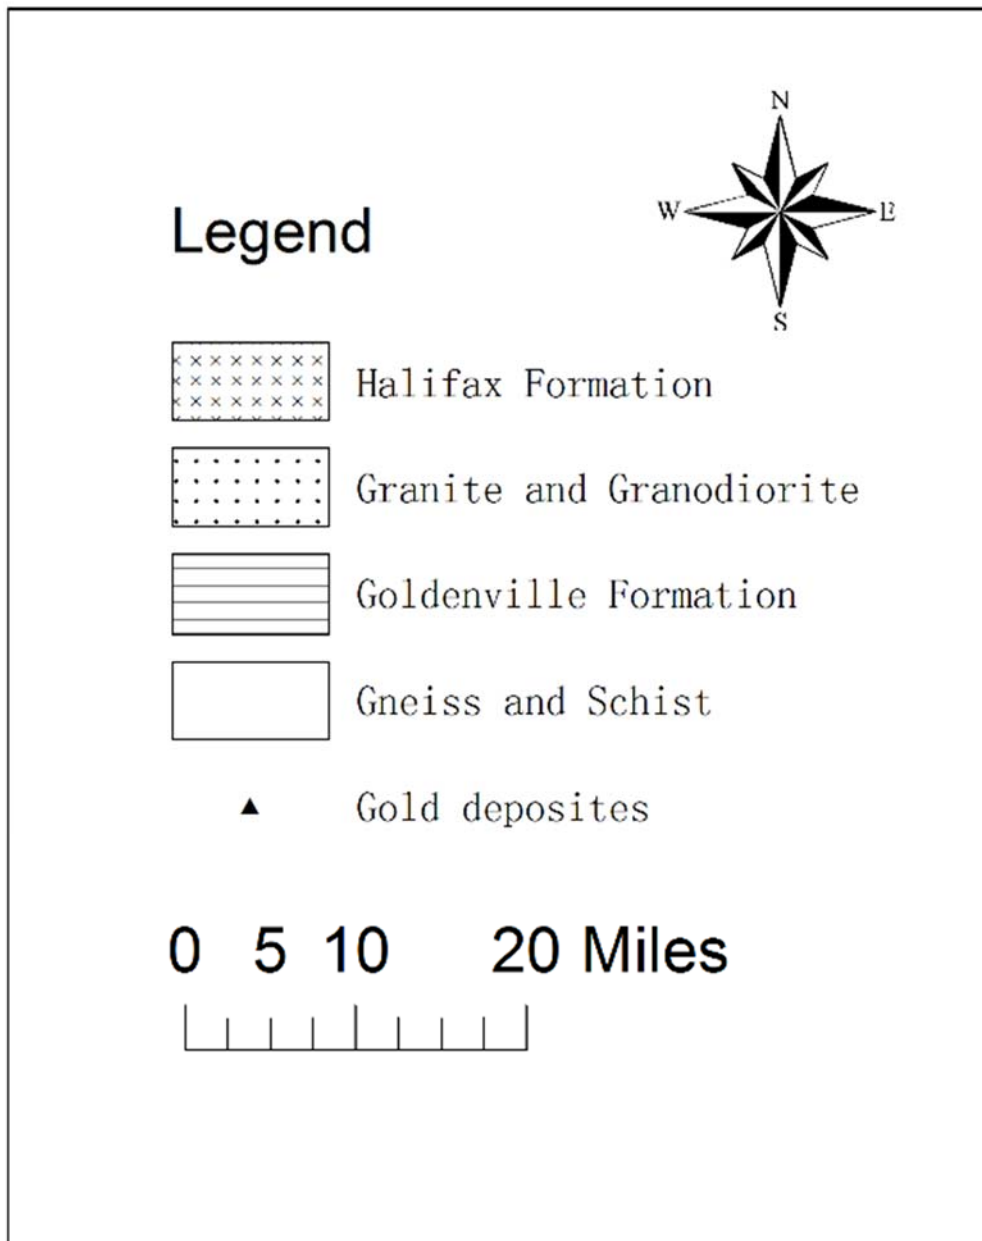 N
W E
S
Legend
Halifax Formation
Granite and Granodiorite
Goldenville Formation
Gneiss and Schist
Gold deposites
0 5 10 20 Miles